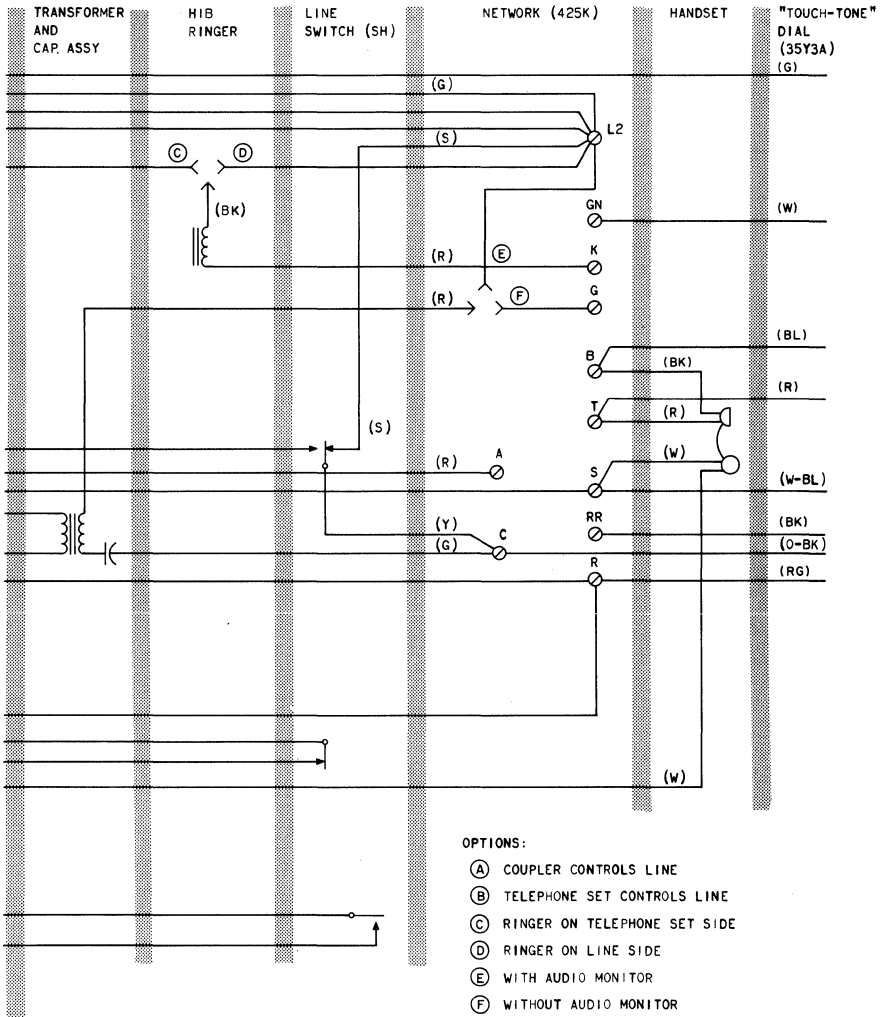 TRANSFORMER
AND
CAP. ASSY
HIB
RINGER
LINE
SWITCH (SH)
NETWORK (425K)
HANDSET
"TOUCH-TONE"
DIAL
(35Y3A)
(G)
(G)
L2
(S)
C
D
(BK)
GN
(W)
(R)
E
K
(R)
F
G
(BL)
B
(BK)
(R)
T
(R)
(S)
(W)
A
(R)
S
(W-BL)
RR
(BK)
(Y)
C
(G)
(O-BK)
R
(RG)
(W)
OPTIONS:
A COUPLER CONTROLS LINE
B TELEPHONE SET CONTROLS LINE
C RINGER ON TELEPHONE SET SIDE
D RINGER ON LINE SIDE
E WITH AUDIO MONITOR
F WITHOUT AUDIO MONITOR